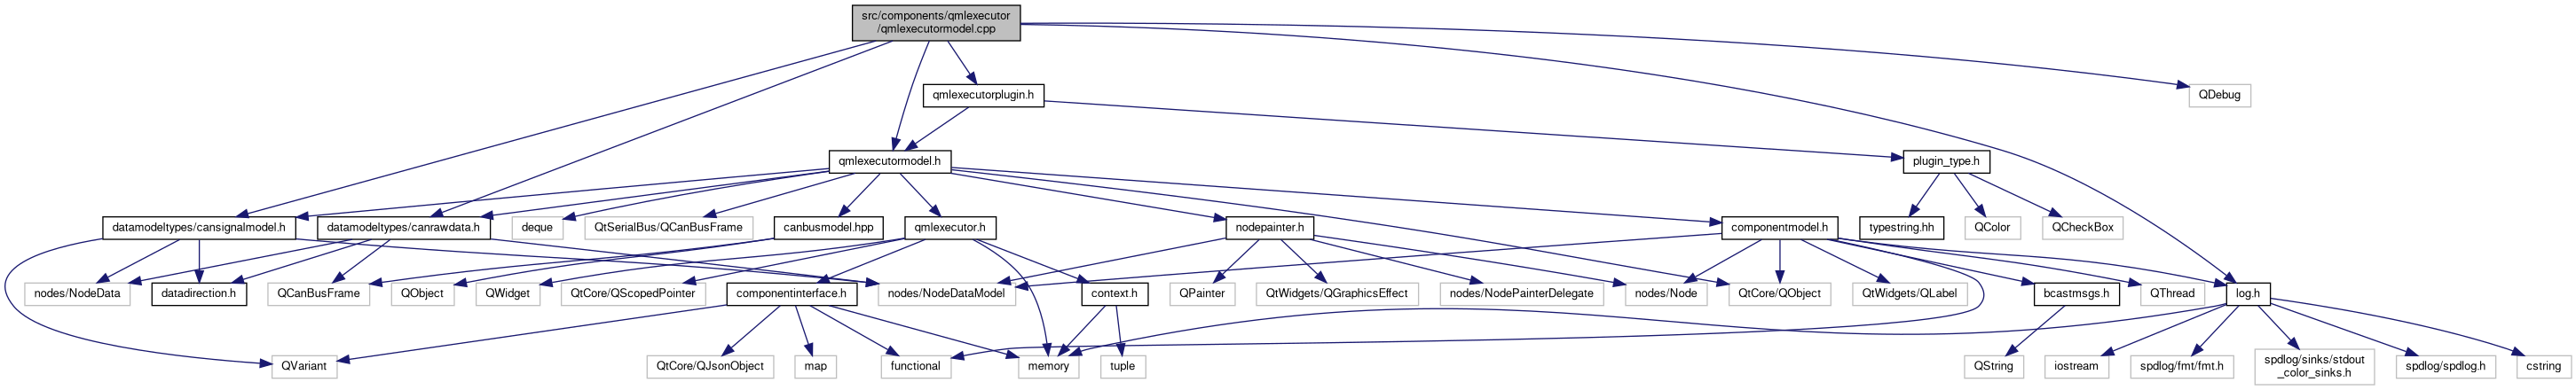 src/components/qmlexecutor
/qmlexecutormodel.cpp
qmlexecutorplugin.h
QDebug
qmlexecutormodel.h
plugin_type.h
datamodeltypes/cansignalmodel.h
datamodeltypes/canrawdata.h
deque
QtSerialBus/QCanBusFrame
canbusmodel.hpp
qmlexecutor.h
nodepainter.h
componentmodel.h
typestring.hh
QColor
QCheckBox
nodes/NodeData
datadirection.h
QCanBusFrame
QObject
QWidget
QtCore/QScopedPointer
componentinterface.h
nodes/NodeDataModel
context.h
QPainter
QtWidgets/QGraphicsEffect
nodes/NodePainterDelegate
nodes/Node
QtCore/QObject
QtWidgets/QLabel
bcastmsgs.h
QThread
log.h
QVariant
QtCore/QJsonObject
map
functional
memory
tuple
QString
iostream
spdlog/fmt/fmt.h
spdlog/sinks/stdout
_color_sinks.h
spdlog/spdlog.h
cstring